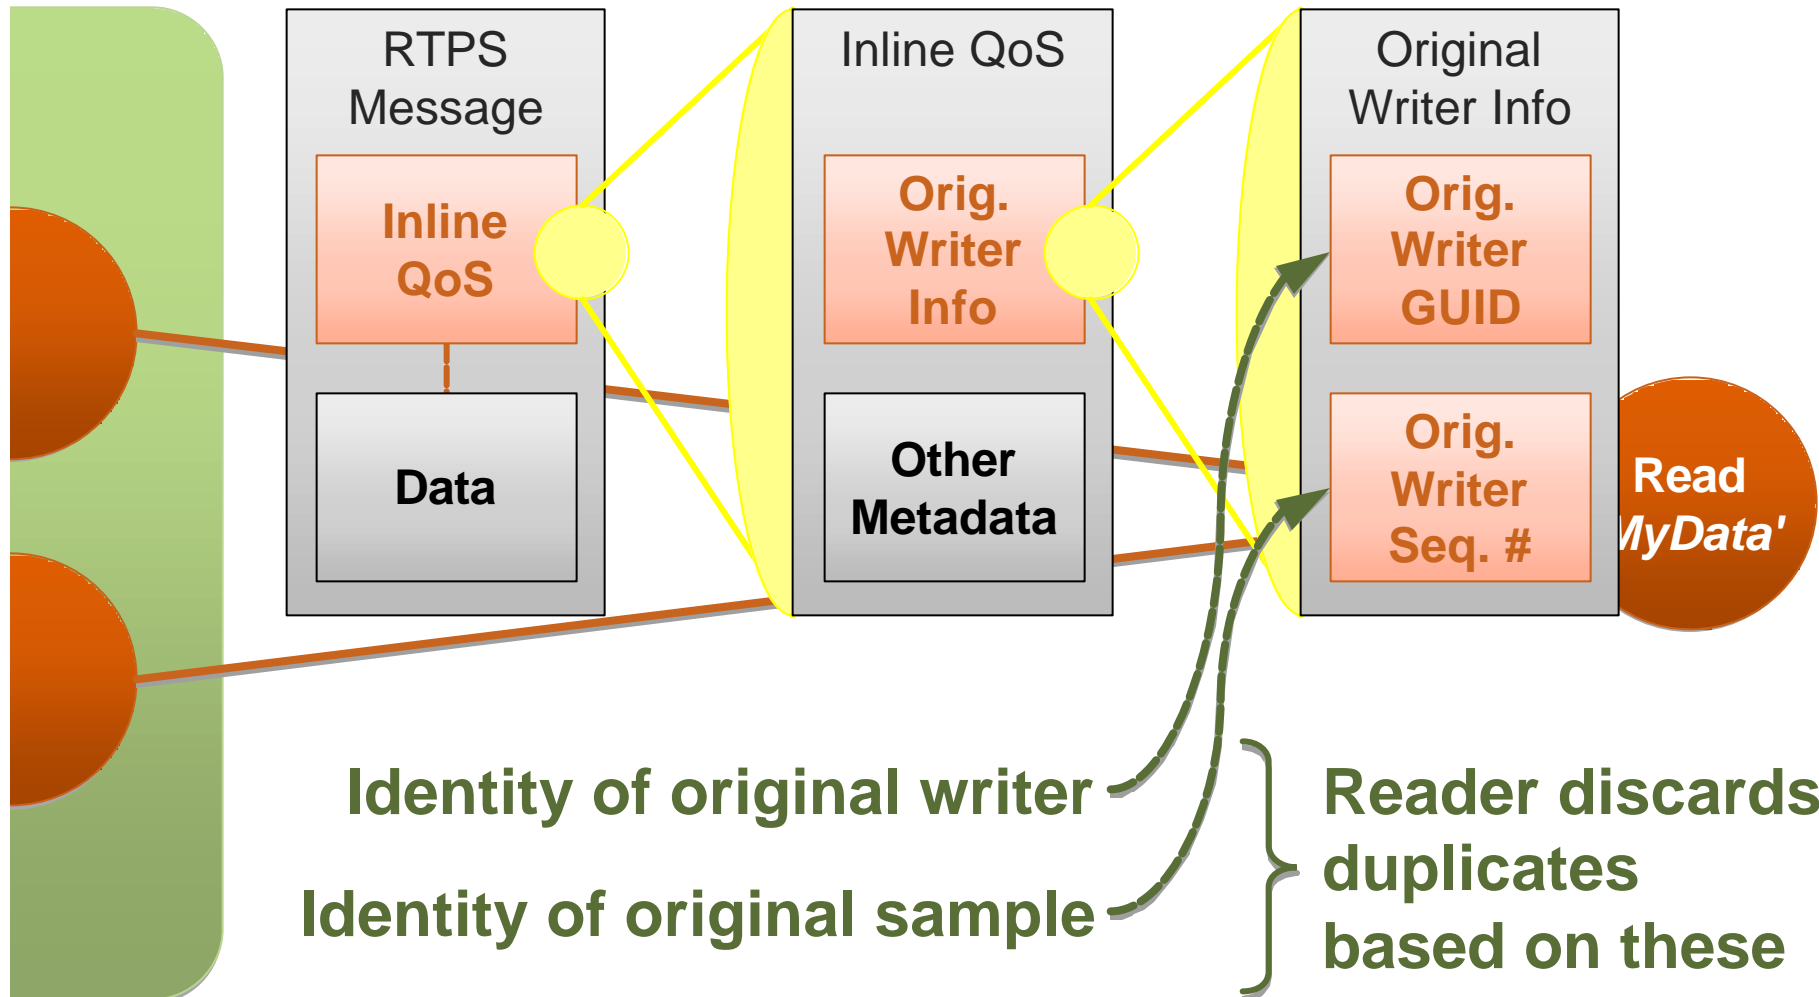 RTPS
Message
Inline
QoS
Data
Inline QoS
Orig.
Writer
Info
Other
Metadata
Original
Writer Info
Orig.
Writer
GUID
Orig.
Writer
Seq. #
Read
MyData'
Identity of original writer
Identity of original sample
Reader discards
duplicates
based on these